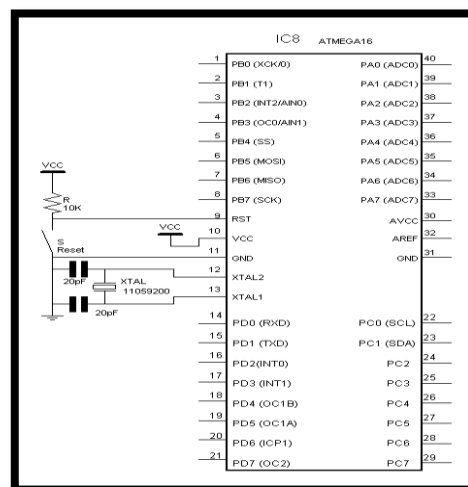 IC8 ATMEGA16
1 PB0 (XCK/0) PA0 (ADC0) 40
2 PB1 (T1) PA1 (ADC1) 39
3 PB2 (INT2/AIN0) PA2 (ADC2) 38
4 PB3 (OC0/AIN1) PA3 (ADC3) 37
5 PB4 (SS) PA4 (ADC4) 36
6 PB5 (MOSI) PA5 (ADC5) 35
7 PB6 (MISO) PA6 (ADC6) 34
8 PB7 (SCK) PA7 (ADC7) 33
VCC
R
10K
9 RST AVCC 30
VCC 10 VCC AREF 32
S
Reset
11 GND GND 31
20pF
XTAL
11059200
20pF
12 XTAL2
13 XTAL1
14 PD0 (RXD) PC0 (SCL) 22
15 PD1 (TXD) PC1 (SDA) 23
16 PD2(INT0) PC2 24
17 PD3 (INT1) PC3 25
18 PD4 (OC1B) PC4 26
19 PD5 (OC1A) PC5 27
20 PD6 (ICP1) PC6 28
21 PD7 (OC2) PC7 29